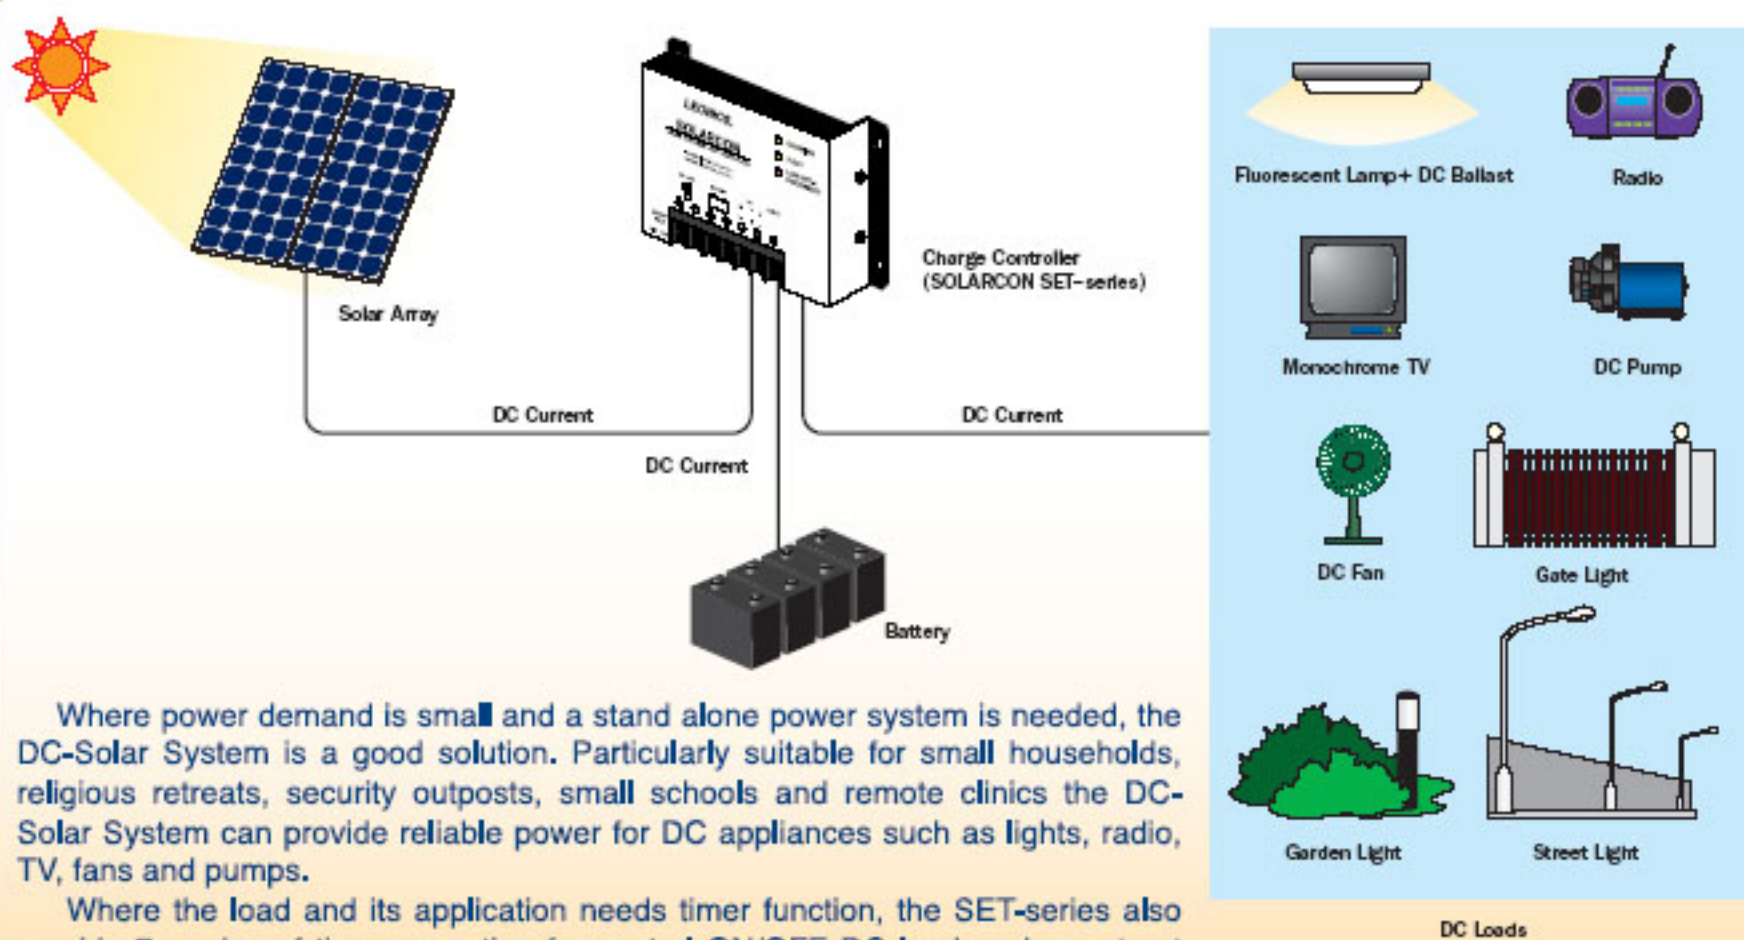 SOLARCON
Solar Array
Charge Controller
(SOLARCON SET-series)
DC Current
DC Current
DC Current
Battery
Fluorescent Lamp+ DC Ballast
Radio
Monochrome TV
DC Pump
DC Fan
Gate Light
Garden Light
Street Light
DC Loads
Where power demand is small and a stand alone power system is needed, the
DC-Solar System is a good solution. Particularly suitable for small households,
religious retreats, security outposts, small schools and remote clinics the DC-
Solar System can provide reliable power for DC appliances such as lights, radio,
TV, fans and pumps.
Where the load and its application needs timer function, the SET-series also